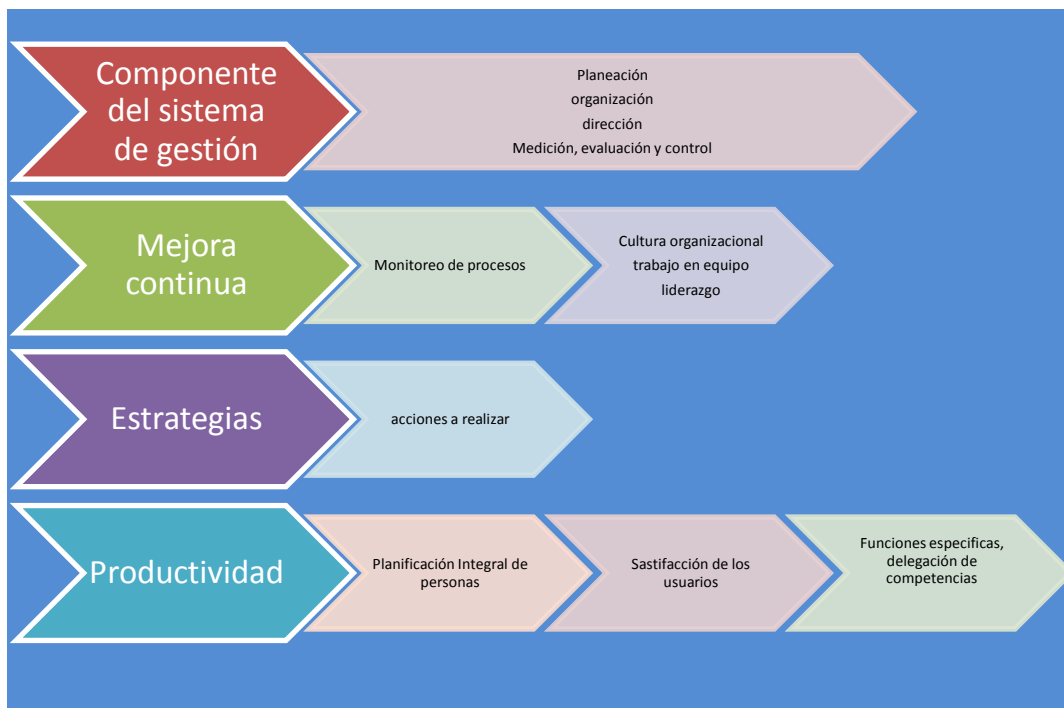 Componente
del sistema
de gestión
Planeación
organización
dirección
Medición, evaluación y control
Mejora
continua
Monitoreo de procesos
Cultura organizacional
trabajo en equipo
liderazgo
Estrategias
acciones a realizar
Productividad
Planificación Integral de
personas
Sastifacción de los
usuarios
Funciones especificas,
delegación de
competencias